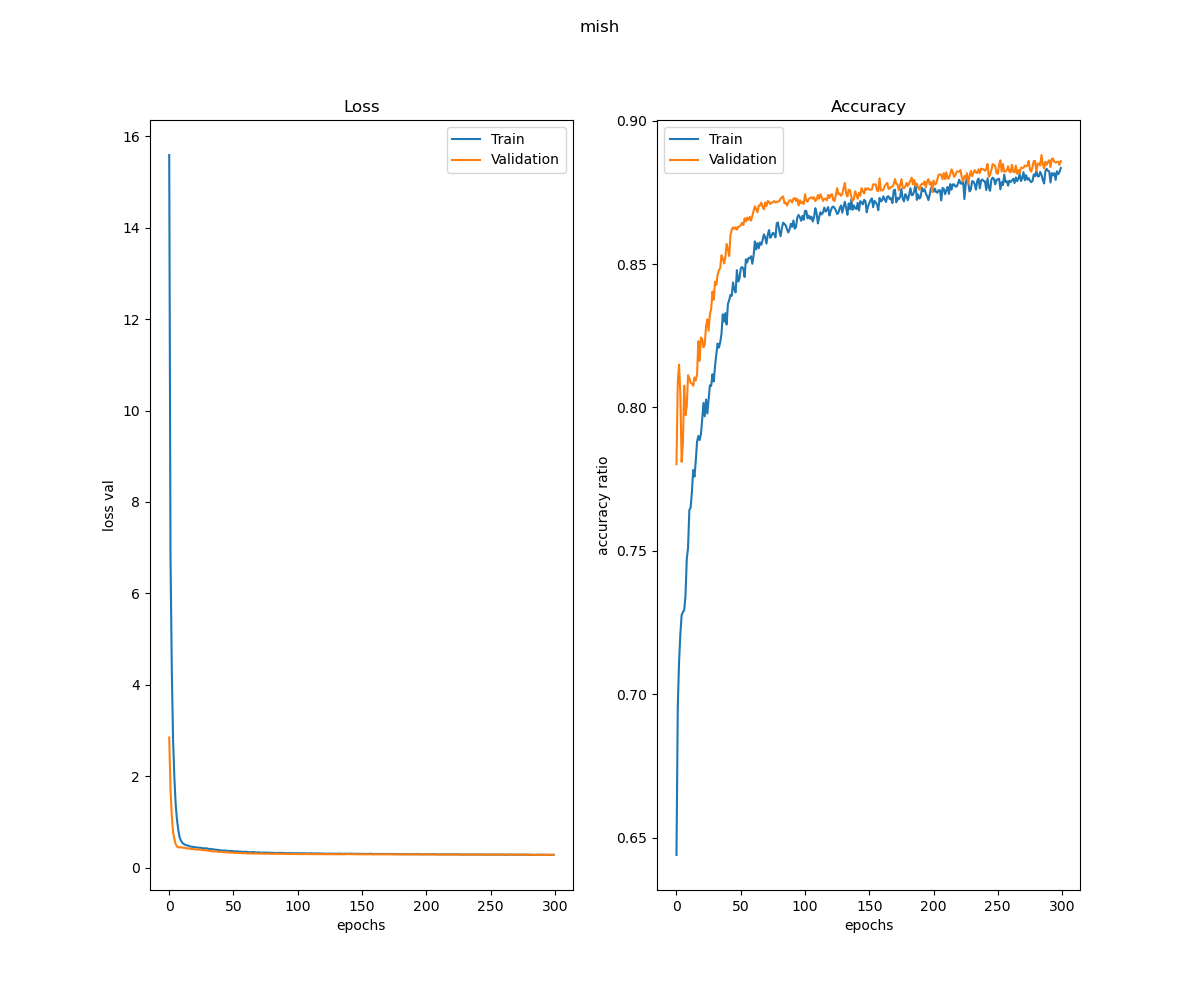 mish
Loss
Train
Validation
16
14
12
10
8
6
4
2
0
loss val
0 50 100 150 200 250 300
epochs
Accuracy
Train
Validation
0.90
0.85
0.80
0.75
0.70
0.65
accuracy ratio
0 50 100 150 200 250 300
epochs